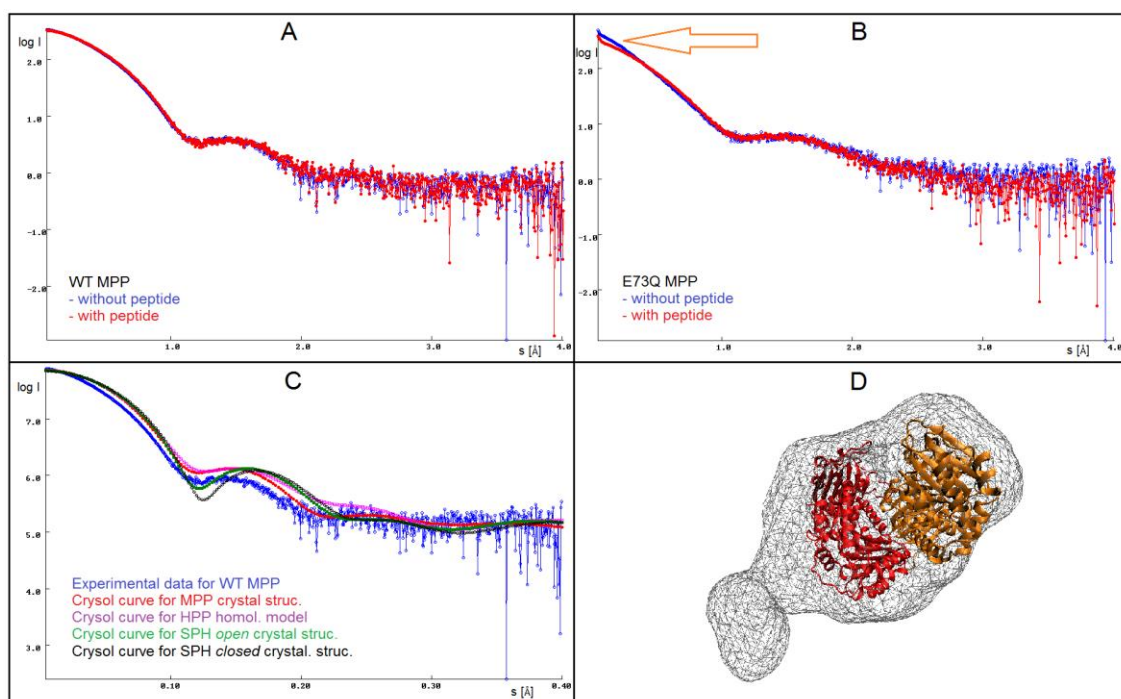 A
log I
2.0
1.0
0.0
-1.0
-2.0
WT MPP
- without peptide
- with peptide
1.0
2.0
3.0
4.0
s [Å]
B
log I
2.0
1.0
0.0
-1.0
-2.0
E73Q MPP
- without peptide
- with peptide
1.0
2.0
3.0
4.0
s [Å]
C
log I
7.0
6.0
5.0
4.0
3.0
Experimental data for WT MPP
Crysol curve for MPP crystal struc.
Crysol curve for HPP homol. model
Crysol curve for SPH open crystal struc.
Crysol curve for SPH closed crystal. struc.
0.10
0.20
0.30
0.40
s [Å]
D